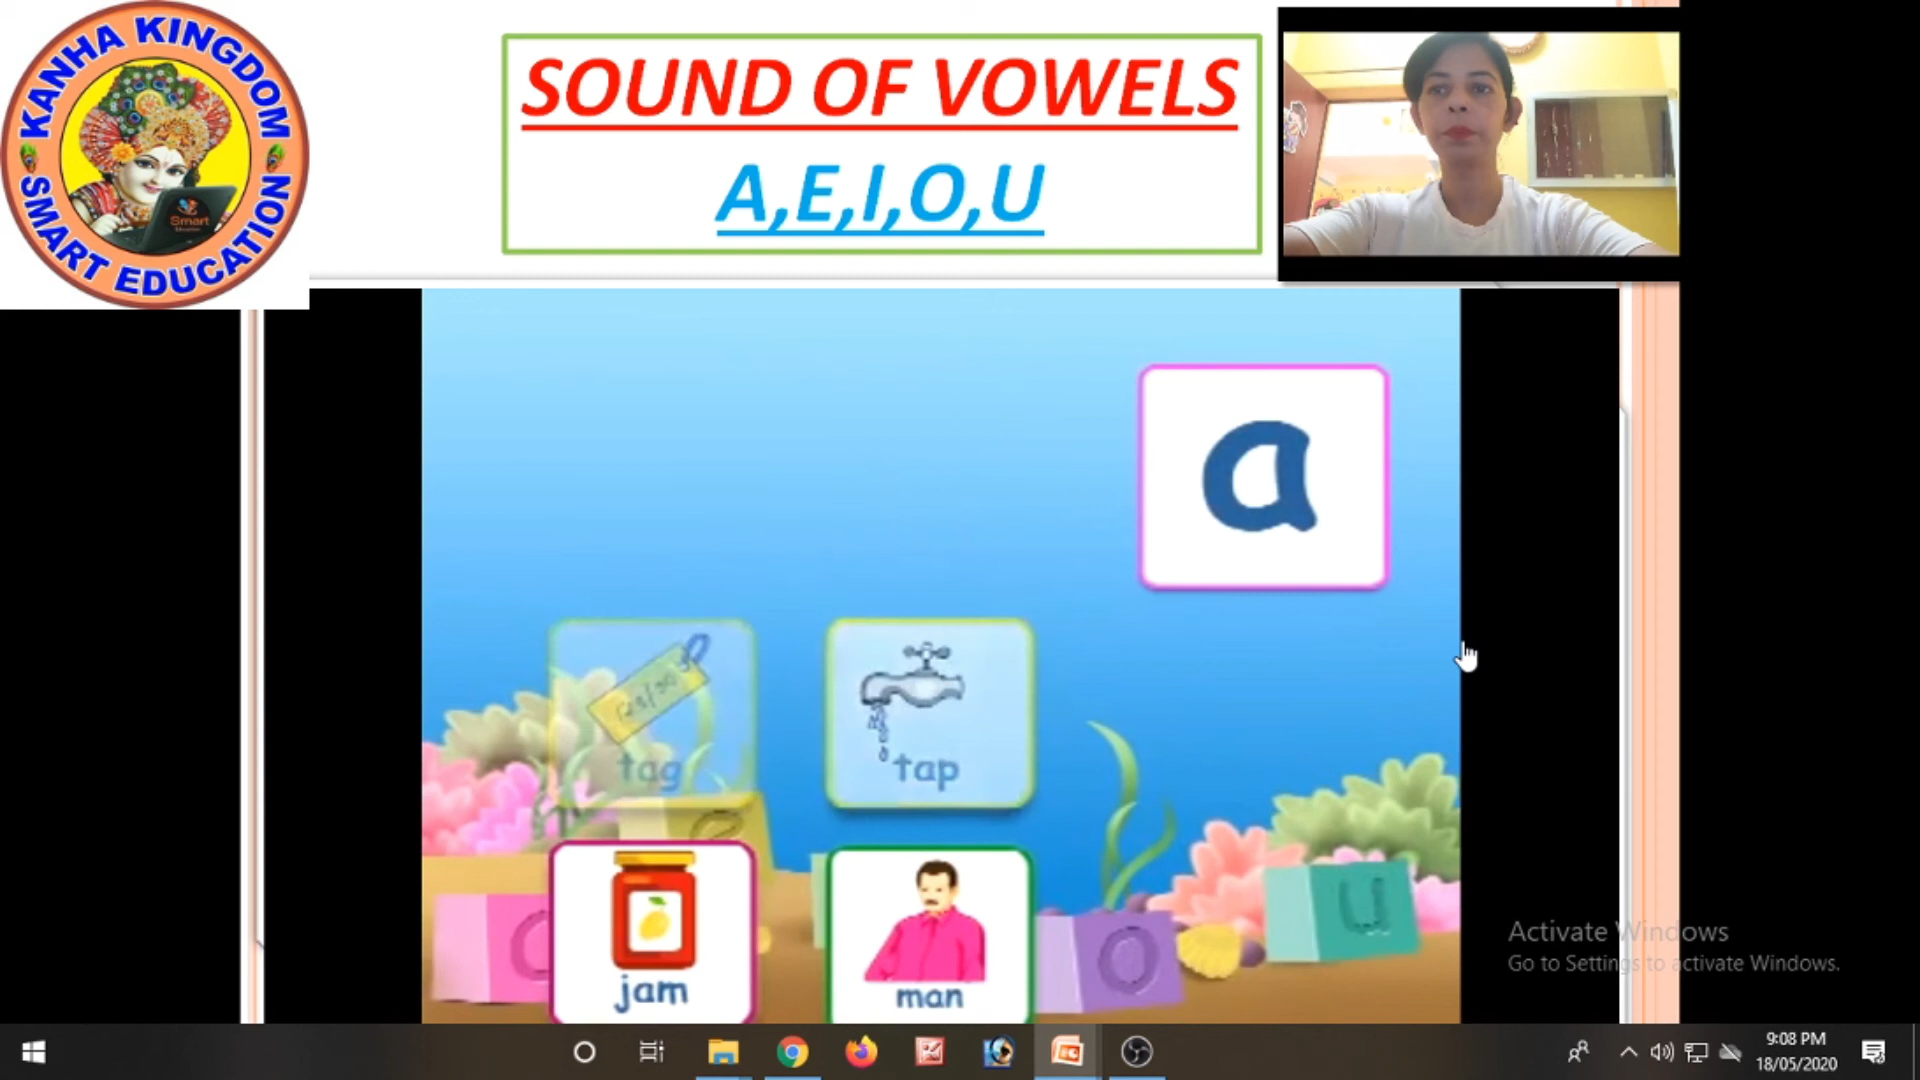 KANHA KINGDOM
SMART EDUCATION
Smart
SOUND OF VOWELS
A,E,I,O,U
a
tag
tap
jam
man
e
o
u
Activate Windows
Go to Settings to activate Windows.
9:08 PM
18/05/2020